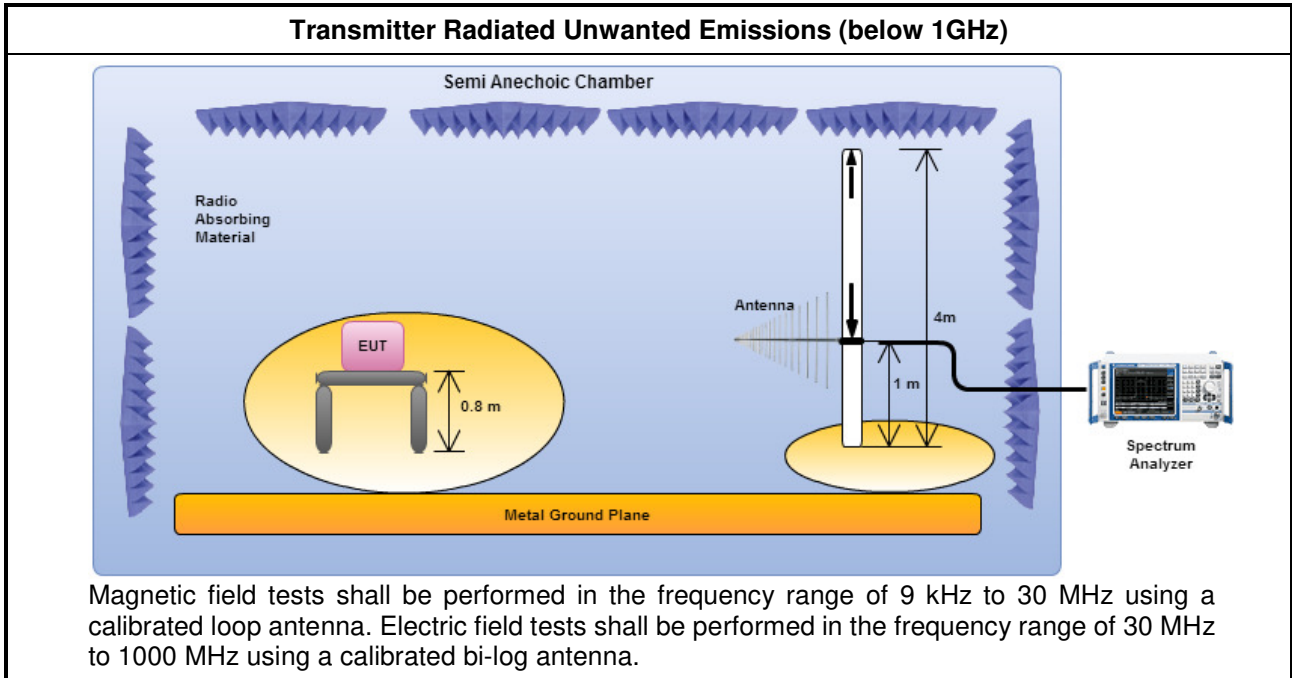 Transmitter Radiated Unwanted Emissions (below 1GHz)
Semi Anechoic Chamber
Radio
Absorbing
Material
Antenna
4m
EUT
1 m
0.8 m
Spectrum
Analyzer
Metal Ground Plane
Magnetic field tests shall be performed in the frequency range of 9 kHz to 30 MHz using a
calibrated loop antenna. Electric field tests shall be performed in the frequency range of 30 MHz
to 1000 MHz using a calibrated bi-log antenna.